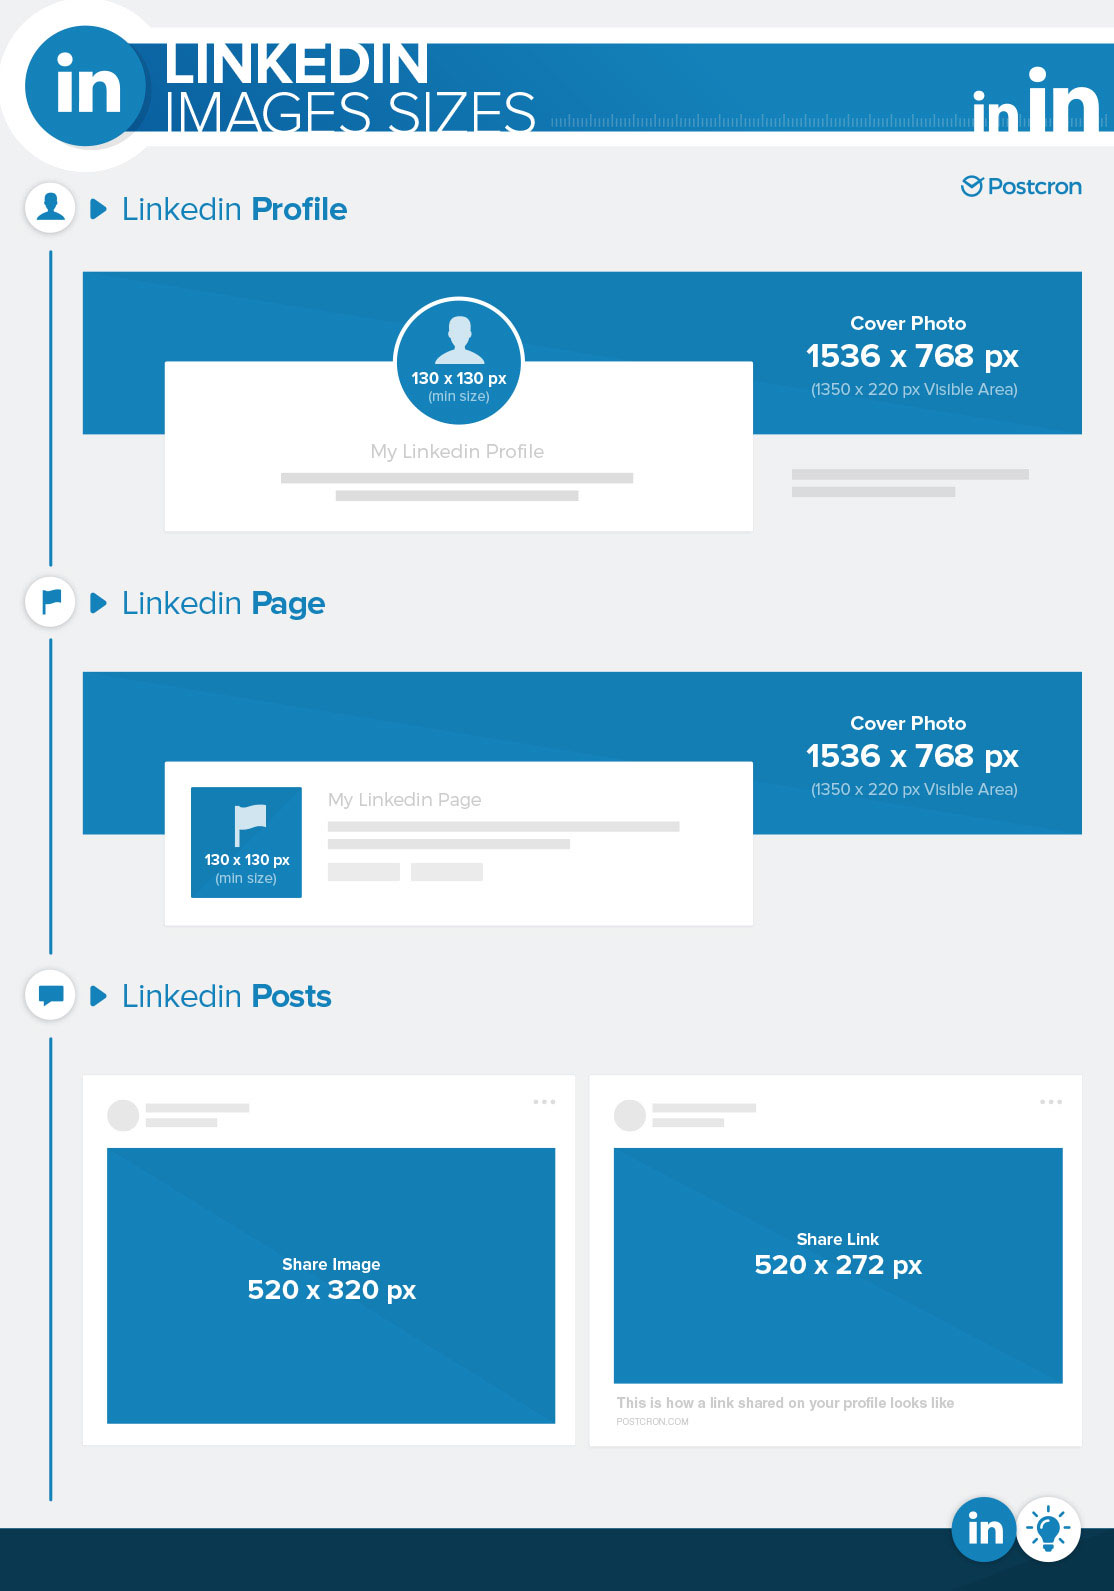 in
LINKEDIN
IMAGES SIZES
in in
Postcron
Linkedin Profile
130 x 130 px
(min size)
My Linkedin Profile
Cover Photo
1536 x 768 px
(1350 x 220 px Visible Area)
Linkedin Page
Cover Photo
1536 x 768 px
(1350 x 220 px Visible Area)
130 x 130 px
(min size)
My Linkedin Page
Linkedin Posts
Share Image
520 x 320 px
Share Link
520 x 272 px
This is how a link shared on your profile looks like
POSTCRON.COM
in